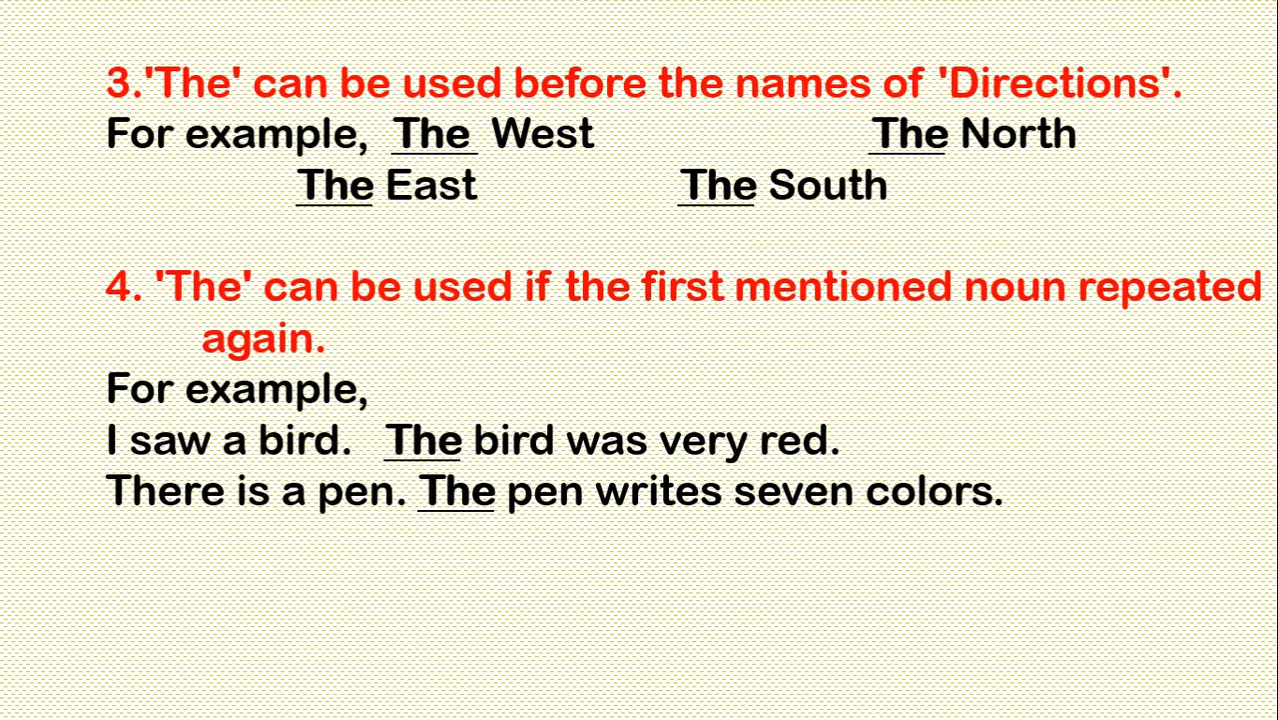 3.'The' can be used before the names of 'Directions'.
For example, The West The North
The East The South
4. 'The' can be used if the first mentioned noun repeated
again.
For example,
I saw a bird. The bird was very red.
There is a pen. The pen writes seven colors.